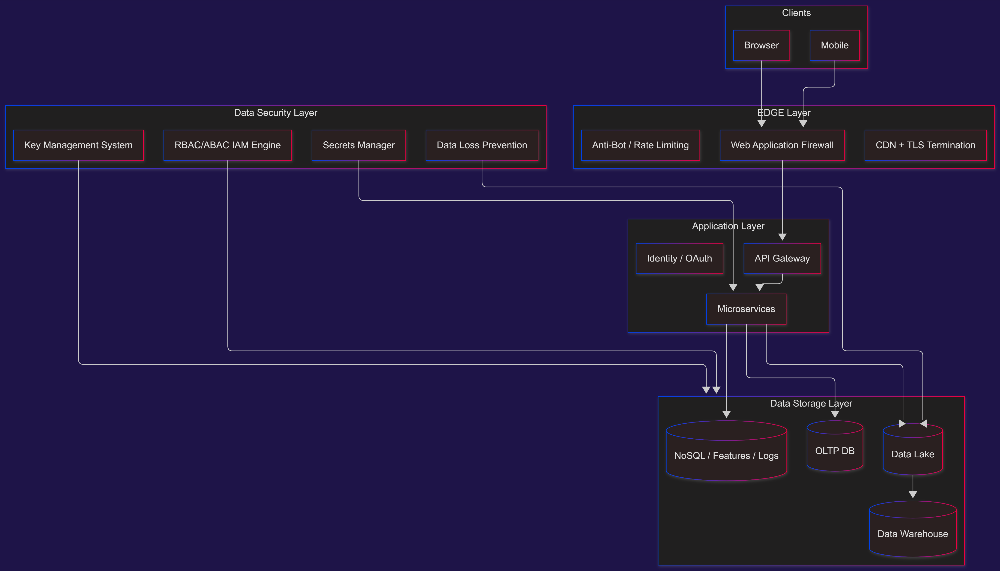 Clients
Browser
Mobile
Data Security Layer
Key Management System
RBAC/ABAC IAM Engine
Secrets Manager
Data Loss Prevention
EDGE Layer
Anti-Bot / Rate Limiting
Web Application Firewall
CDN + TLS Termination
Application Layer
Identity / OAuth
API Gateway
Microservices
Data Storage Layer
NoSQL / Features / Logs
OLTP DB
Data Lake
Data Warehouse